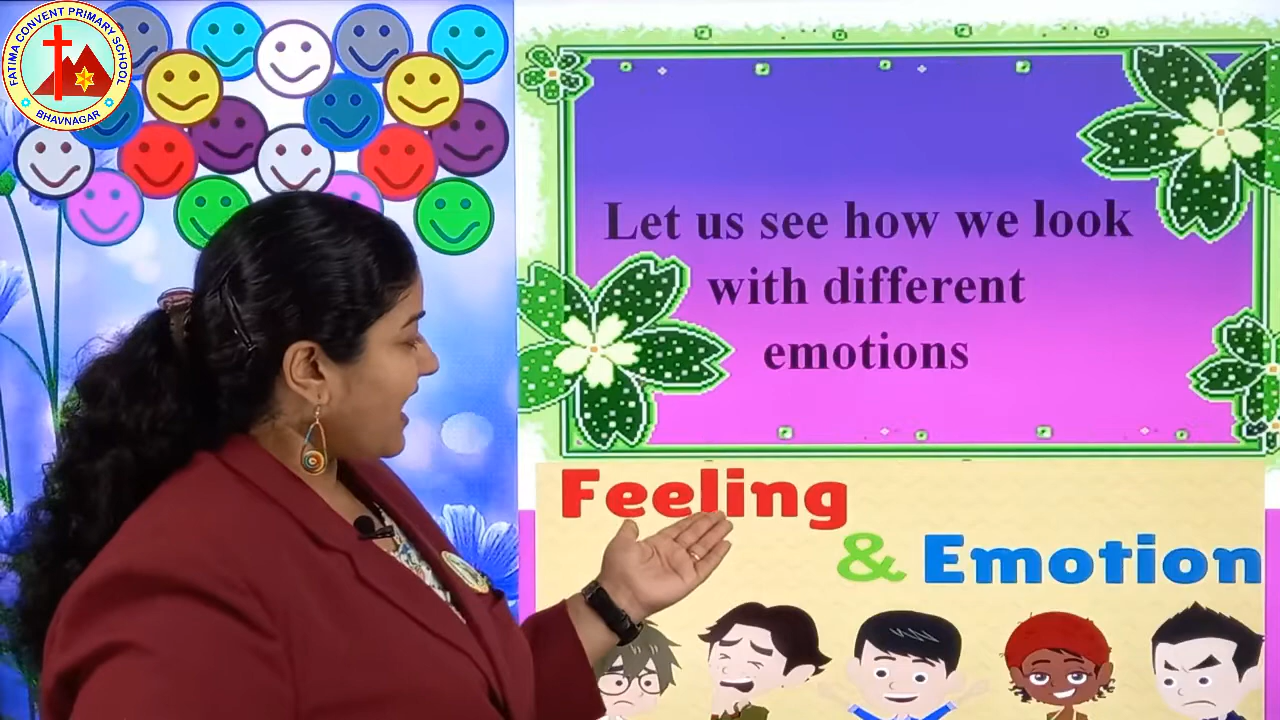 FATIMA CONVENT PRIMARY SCHOOL
BHAVNAGAR
Let us see how we look
with different
emotions
Feeling
& Emotion